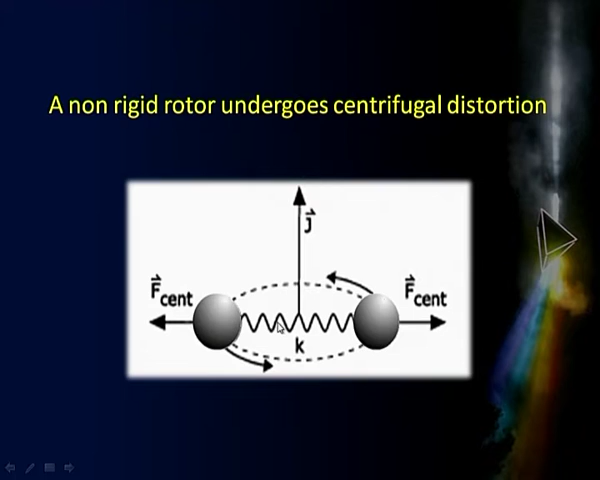 A non rigid rotor undergoes centrifugal distortion
J
F cent
F cent
k